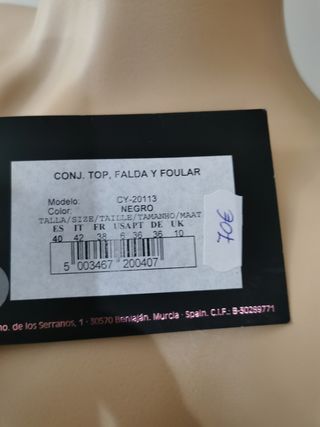 CONJ. TOP, FALDA Y FOULAR
Modelo: CY-20113
Color: NEGRO
TALLA/SIZE/TAILLE/TAMANHO/MAAT
ES IT FR USA PT DE UK
40 42 38 6 36 36 10
5 003467 200407
70€
no. de los Serranos, 1 - 30570 Beniaján. Murcia - Spain. C.I.F.: B-30289771